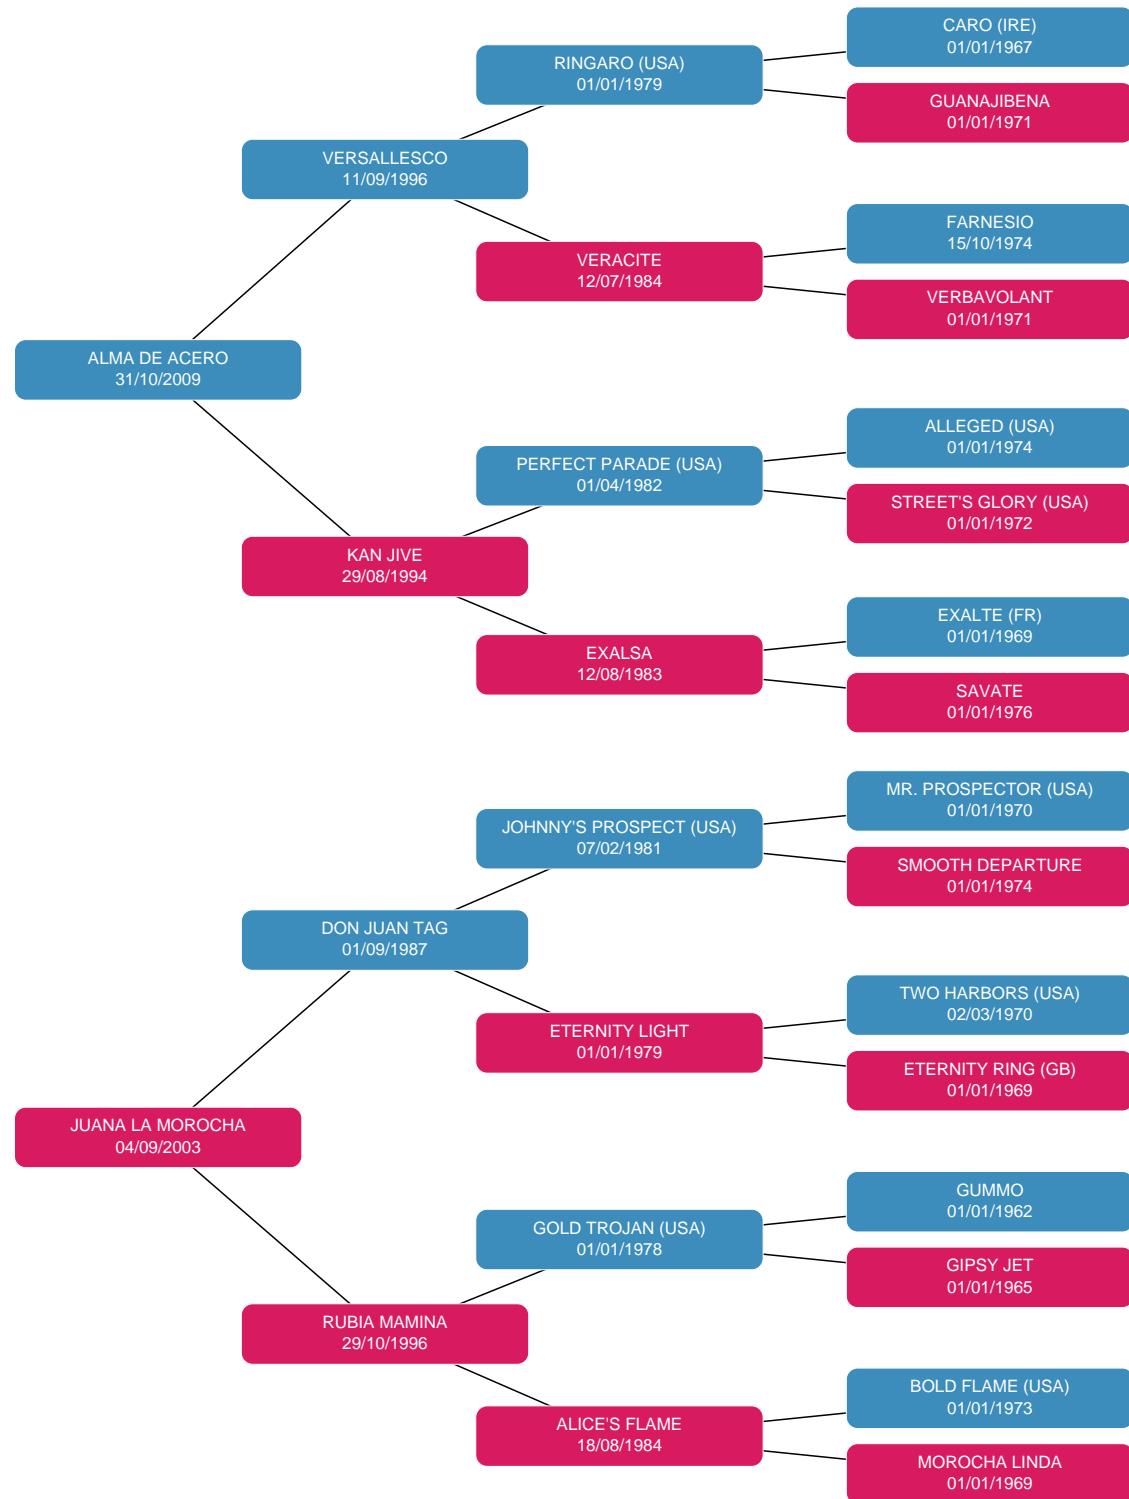 CARO (IRE)
01/01/1967
RINGARO (USA)
01/01/1979
GUANAJIBENA
01/01/1971
VERSALLESCO
11/09/1996
FARNESIO
15/10/1974
VERACITE
12/07/1984
VERBAVOLANT
01/01/1971
ALMA DE ACERO
31/10/2009
ALLEGED (USA)
01/01/1974
PERFECT PARADE (USA)
01/04/1982
STREET'S GLORY (USA)
01/01/1972
KAN JIVE
29/08/1994
EXALTE (FR)
01/01/1969
EXALSA
12/08/1983
SAVATE
01/01/1976
MR. PROSPECTOR (USA)
01/01/1970
JOHNNY'S PROSPECT (USA)
07/02/1981
SMOOTH DEPARTURE
01/01/1974
DON JUAN TAG
01/09/1987
TWO HARBORS (USA)
02/03/1970
ETERNITY LIGHT
01/01/1979
ETERNITY RING (GB)
01/01/1969
JUANA LA MOROCHA
04/09/2003
GUMMO
01/01/1962
GOLD TROJAN (USA)
01/01/1978
GIPSY JET
01/01/1965
RUBIA MAMINA
29/10/1996
BOLD FLAME (USA)
01/01/1973
ALICE'S FLAME
18/08/1984
MOROCHA LINDA
01/01/1969